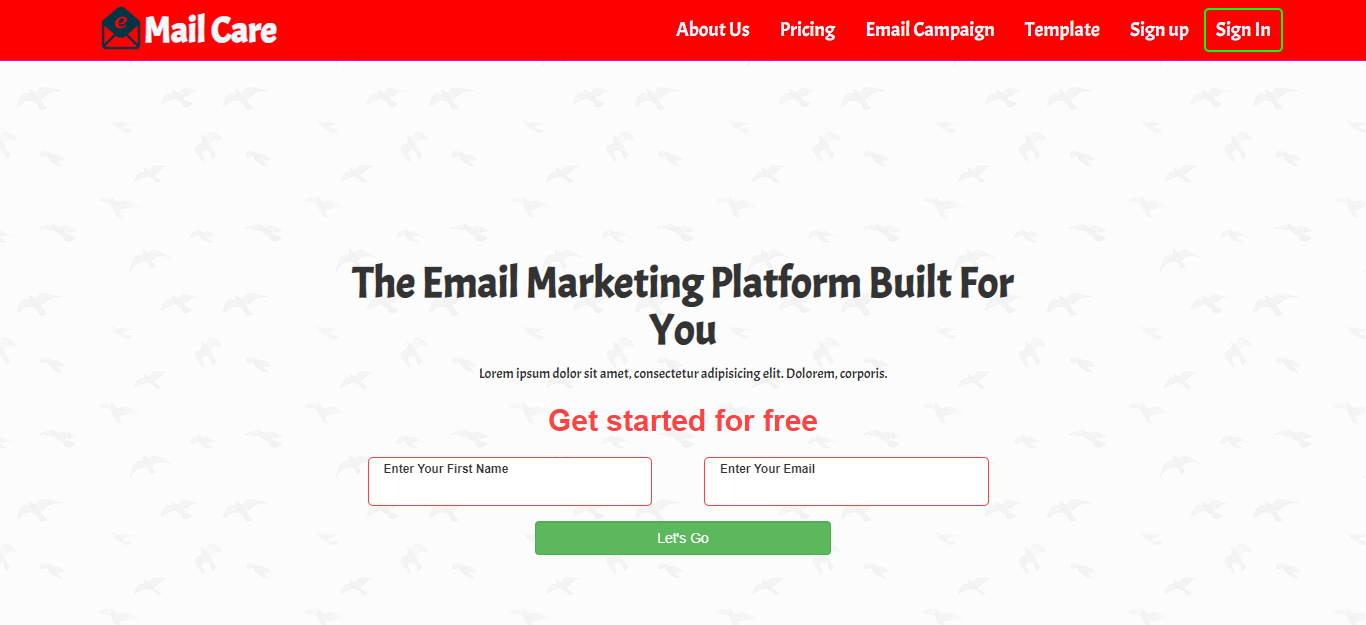 e Mail Care
About Us Pricing Email Campaign Template Sign up Sign In
The Email Marketing Platform Built For
You
Lorem ipsum dolor sit amet, consectetur adipisicing elit. Dolorem, corporis.
Get started for free
Enter Your First Name Enter Your Email
Let's Go